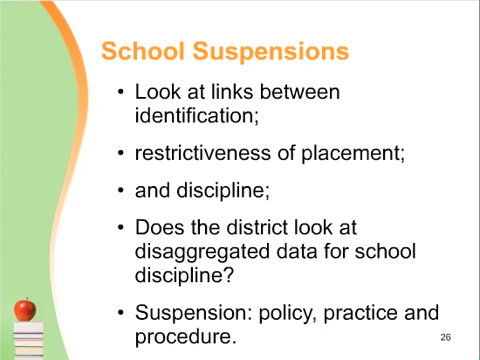 School Suspensions
• Look at links between
identification;
• restrictiveness of placement;
• and discipline;
• Does the district look at
disaggregated data for school
discipline?
• Suspension: policy, practice and
procedure.
26